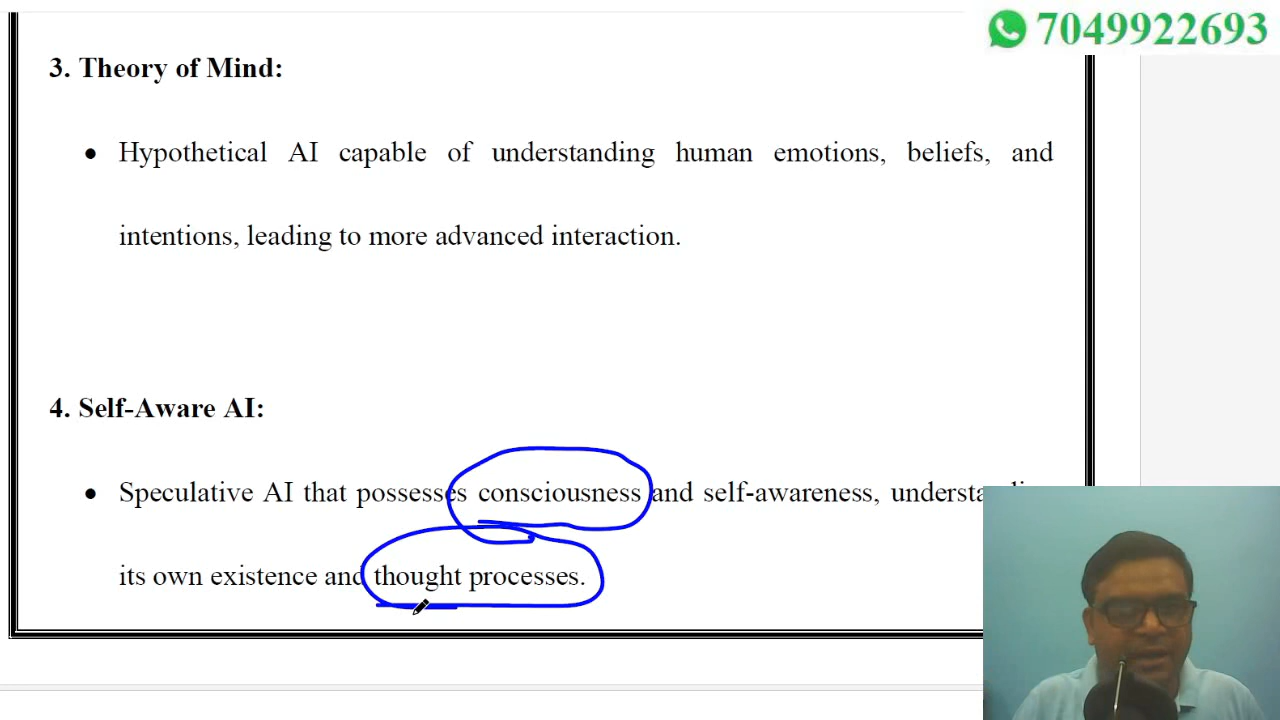 7049922693
3. Theory of Mind:
• Hypothetical AI capable of understanding human emotions, beliefs, and
intentions, leading to more advanced interaction.
4. Self-Aware AI:
• Speculative AI that possesses consciousness and self-awareness,
its own existence and thought processes.